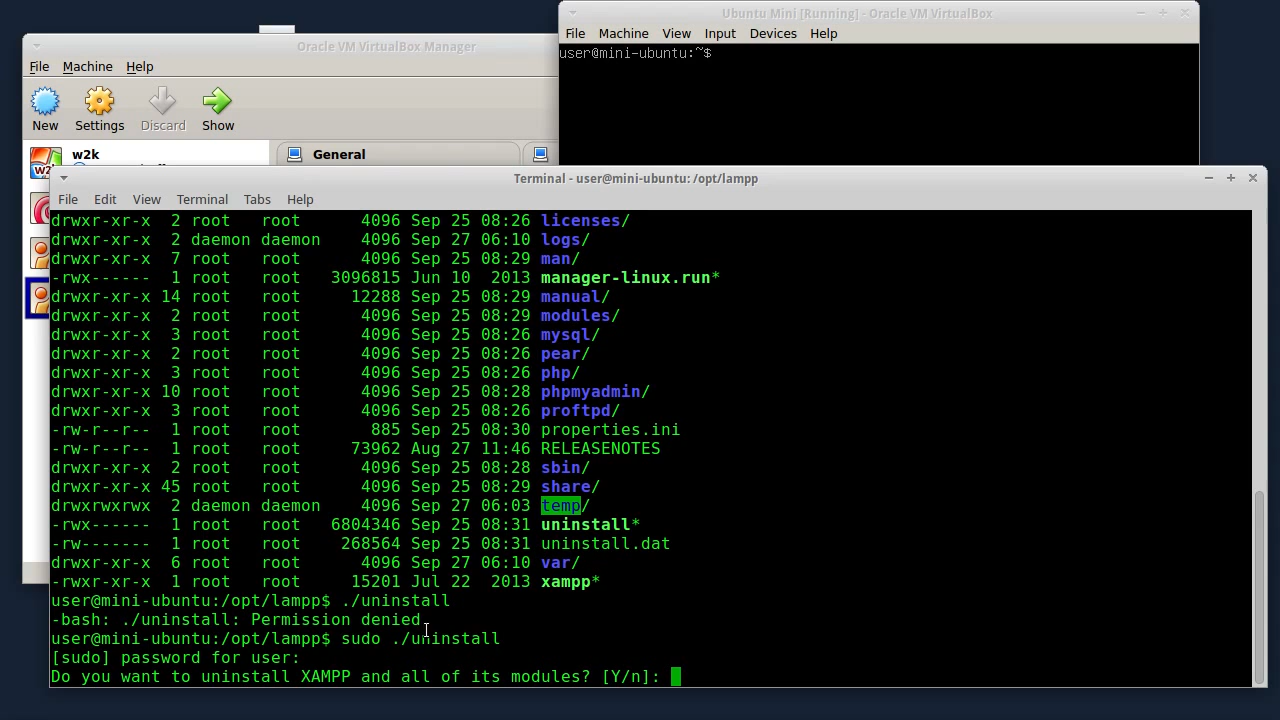 Ubuntu Mini [Running] - Oracle VM VirtualBox
File Machine View Input Devices Help
user@mini-ubuntu:~$
Oracle VM VirtualBox Manager
File Machine Help
New Settings Discard Show
w2k
General
Terminal - user@mini-ubuntu: /opt/lampp
File Edit View Terminal Tabs Help
drwxr-xr-x 2 root root 4096 Sep 25 08:26 licenses/
drwxr-xr-x 2 daemon daemon 4096 Sep 27 06:10 logs/
drwxr-xr-x 7 root root 4096 Sep 25 08:29 man/
-rwx------ 1 root root 3096815 Jun 10 2013 manager-linux.run*
drwxr-xr-x 14 root root 12288 Sep 25 08:29 manual/
drwxr-xr-x 2 root root 4096 Sep 25 08:29 modules/
drwxr-xr-x 3 root root 4096 Sep 25 08:26 mysql/
drwxr-xr-x 2 root root 4096 Sep 25 08:26 pear/
drwxr-xr-x 3 root root 4096 Sep 25 08:26 php/
drwxr-xr-x 10 root root 4096 Sep 25 08:28 phpmyadmin/
drwxr-xr-x 3 root root 4096 Sep 25 08:26 proftpd/
-rw-r--r-- 1 root root 885 Sep 25 08:30 properties.ini
-rw-r--r-- 1 root root 73962 Aug 27 11:46 RELEASENOTES
drwxr-xr-x 2 root root 4096 Sep 25 08:28 sbin/
drwxr-xr-x 45 root root 4096 Sep 25 08:29 share/
drwxrwxrwx 2 daemon daemon 4096 Sep 27 06:03 temp/
-rwx------ 1 root root 6804346 Sep 25 08:31 uninstall*
-rw------- 1 root root 268564 Sep 25 08:31 uninstall.dat
drwxr-xr-x 6 root root 4096 Sep 27 06:10 var/
-rwxr-xr-x 1 root root 15201 Jul 22 2013 xampp*
user@mini-ubuntu:/opt/lampp$ ./uninstall
-bash: ./uninstall: Permission denied
user@mini-ubuntu:/opt/lampp$ sudo ./uninstall
[sudo] password for user:
Do you want to uninstall XAMPP and all of its modules? [Y/n]: